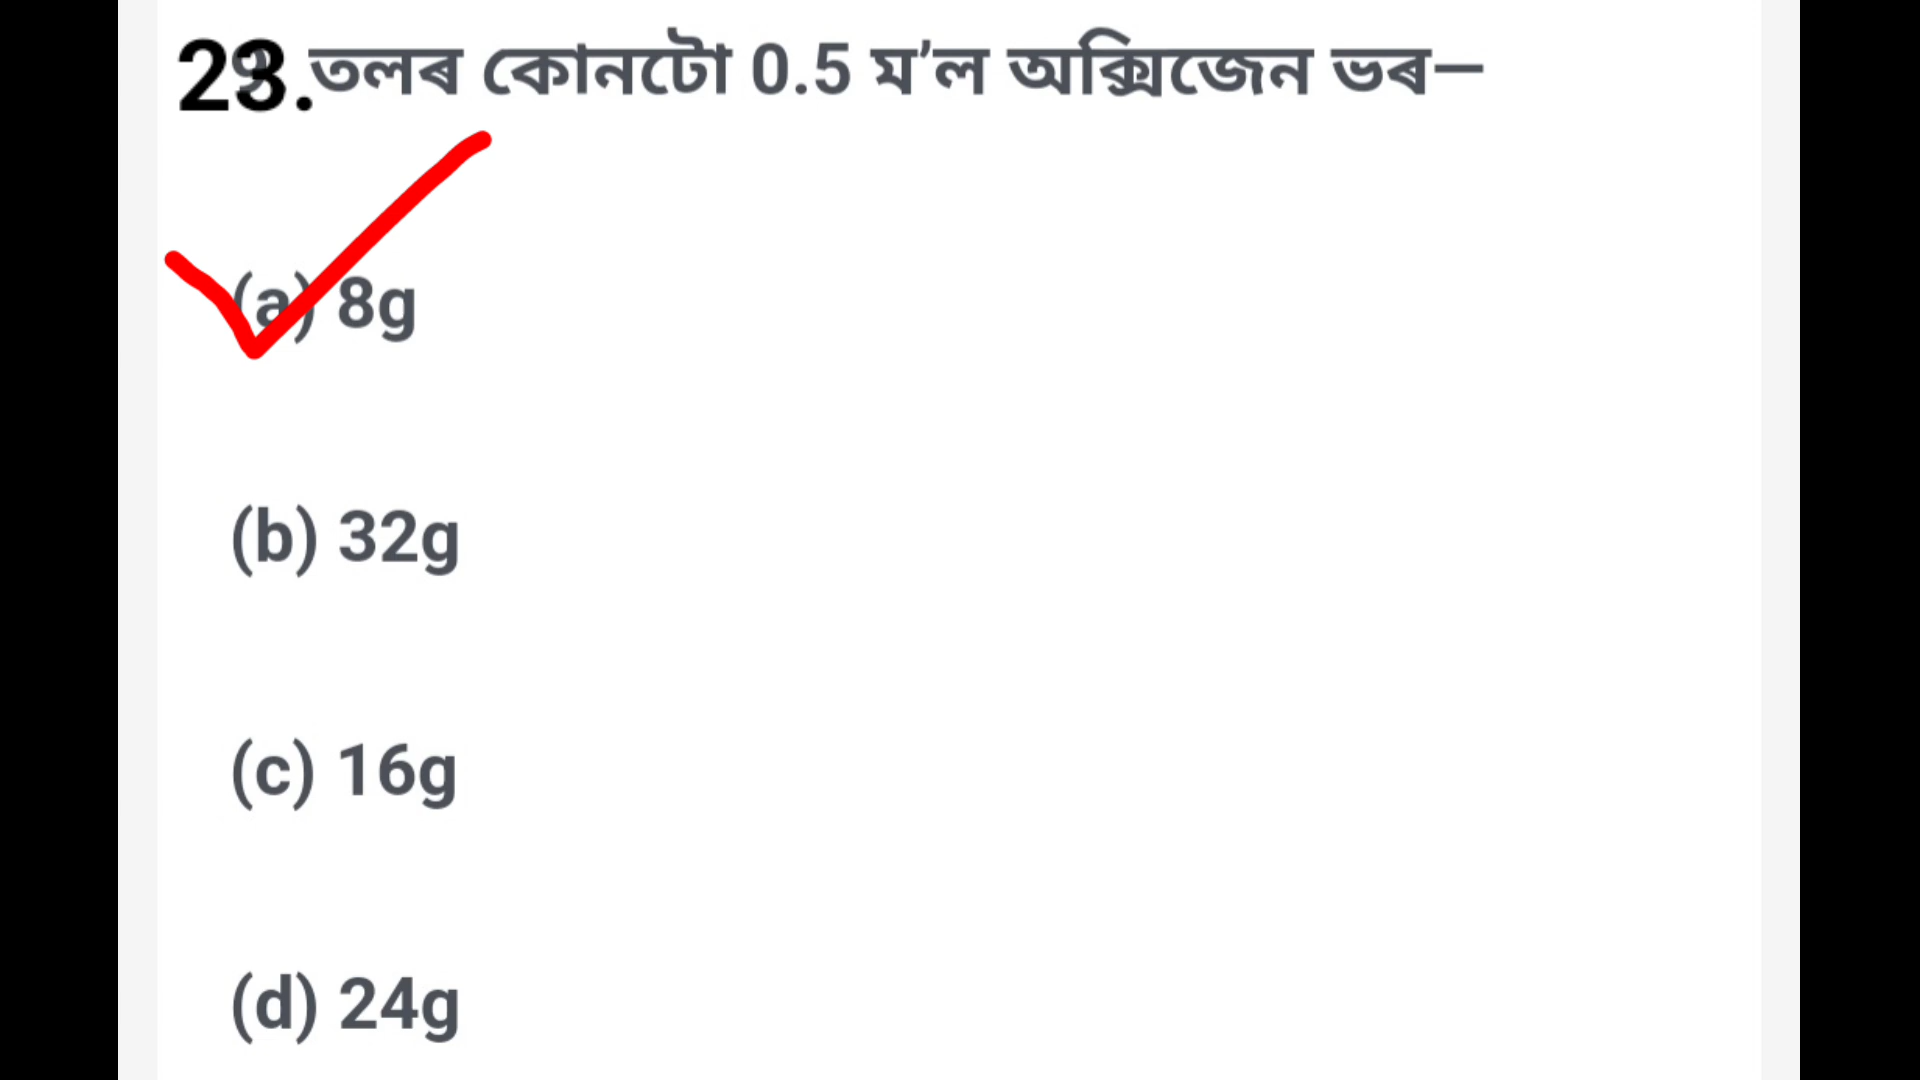 23. তলৰ কোনটো 0.5 ম’ল অক্সিজেন ভৰ—
(a) 8g
(b) 32g
(c) 16g
(d) 24g